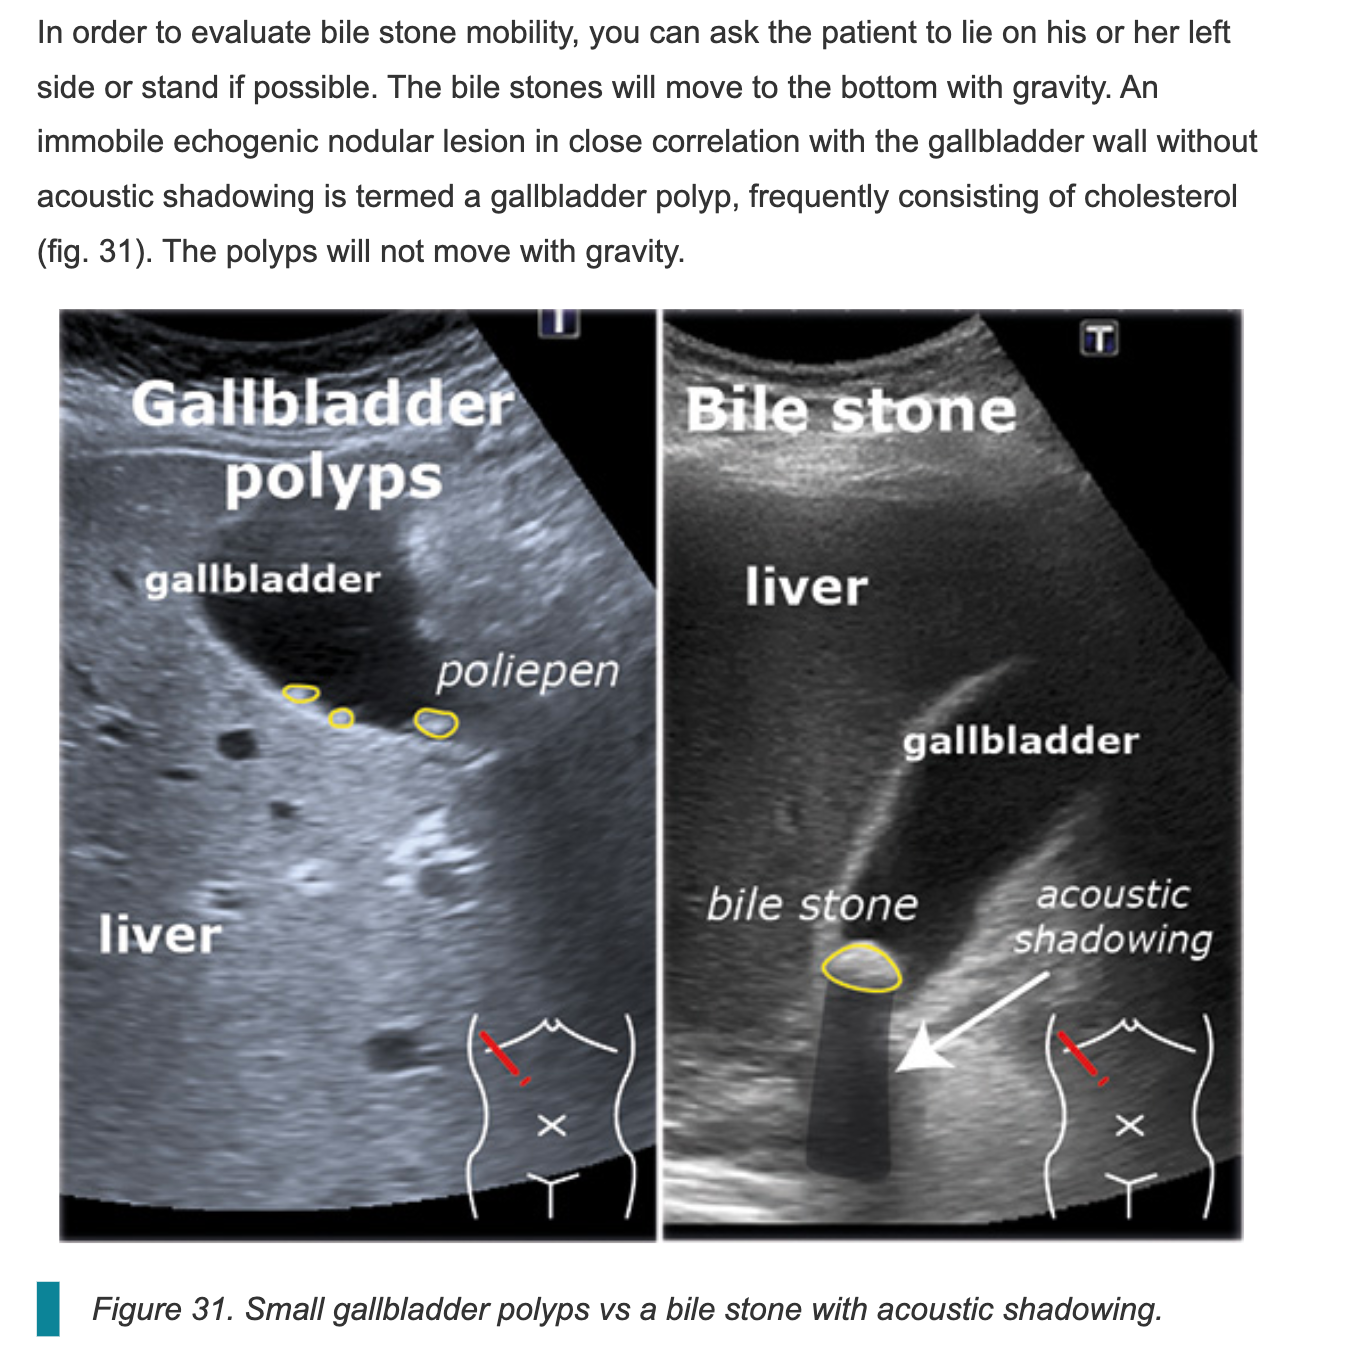 In order to evaluate bile stone mobility, you can ask the patient to lie on his or her left
side or stand if possible. The bile stones will move to the bottom with gravity. An
immobile echogenic nodular lesion in close correlation with the gallbladder wall without
acoustic shadowing is termed a gallbladder polyp, frequently consisting of cholesterol
(fig. 31). The polyps will not move with gravity.
T
Gallbladder
polyps
gallbladder
poliepen
liver
T
Bile stone
liver
gallbladder
bile stone
acoustic
shadowing
Figure 31. Small gallbladder polyps vs a bile stone with acoustic shadowing.